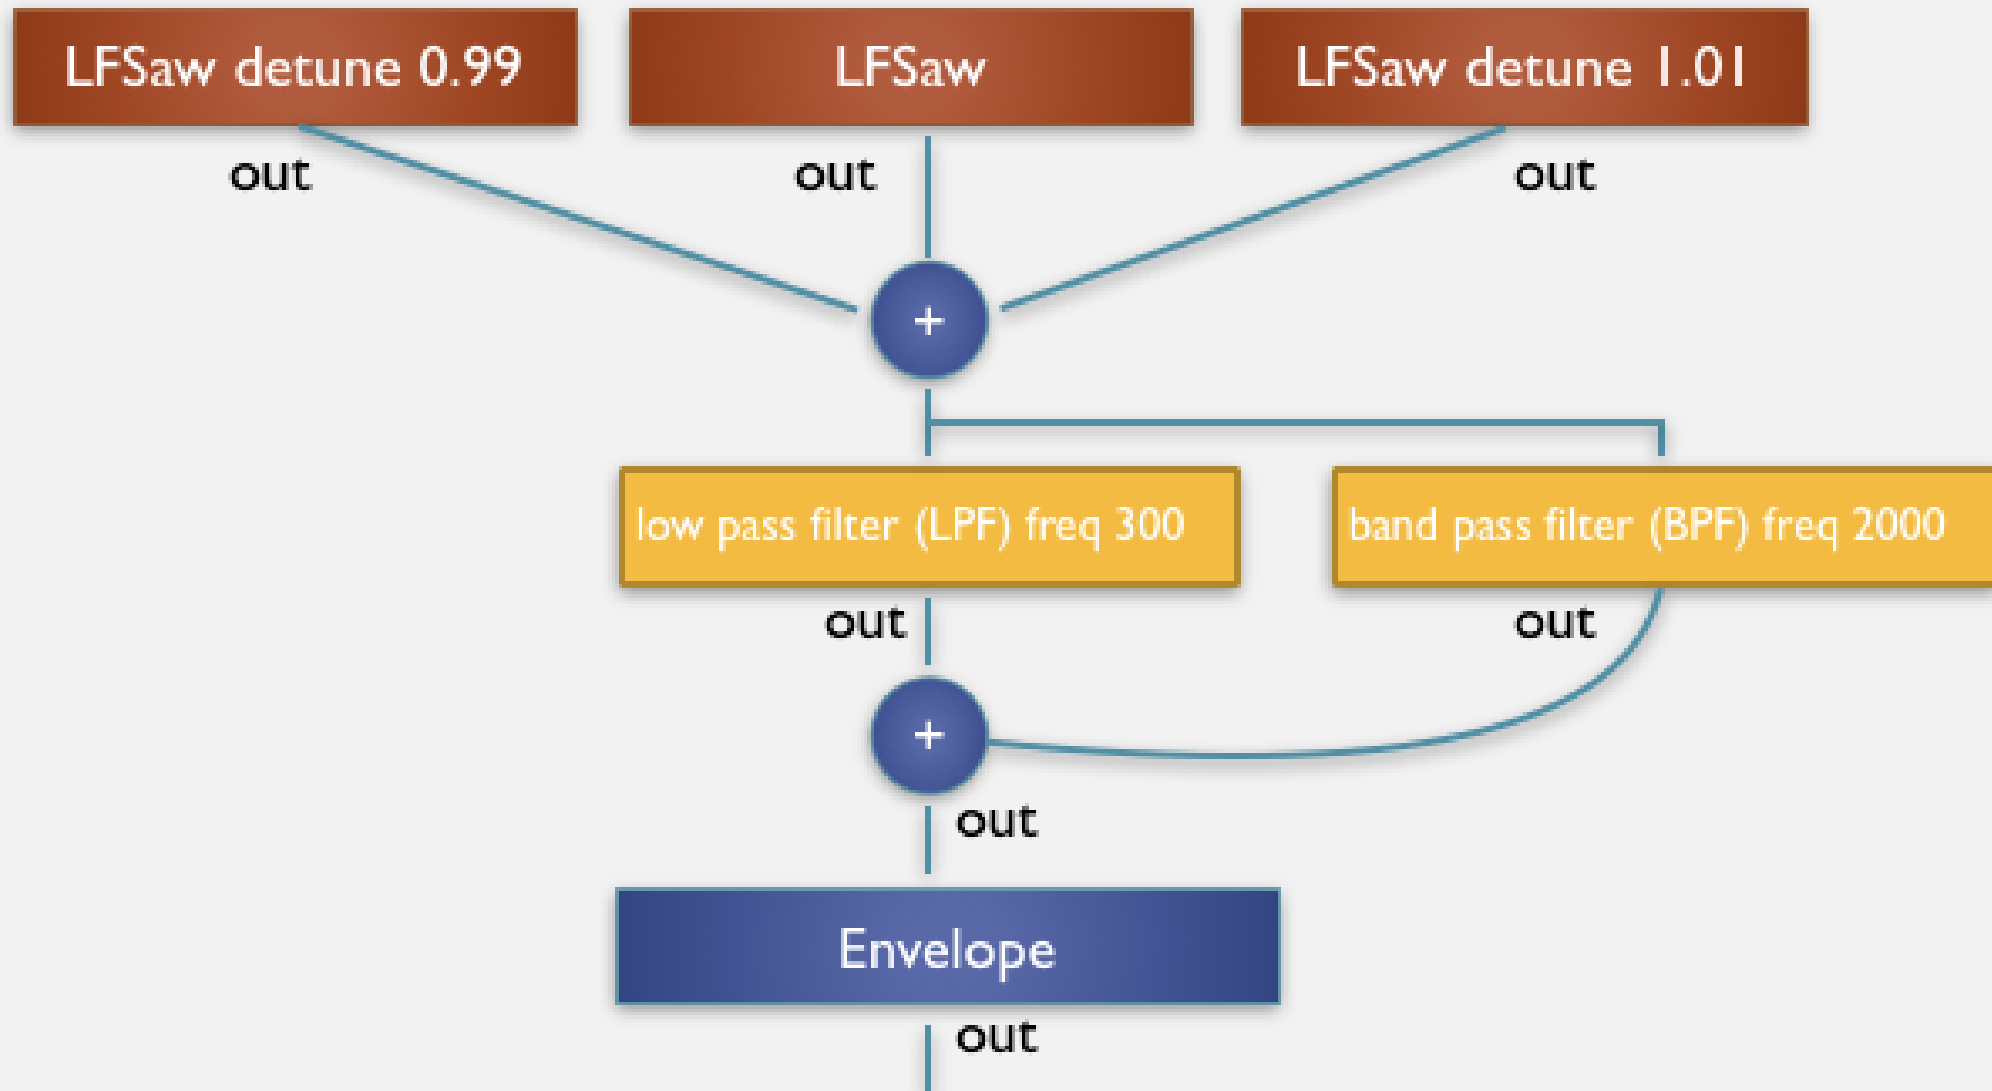 LFSaw detune 0.99
LFSaw
LFSaw detune 1.01
out
out
out
+
low pass filter (LPF) freq 300
band pass filter (BPF) freq 2000
out
out
+
out
Envelope
out